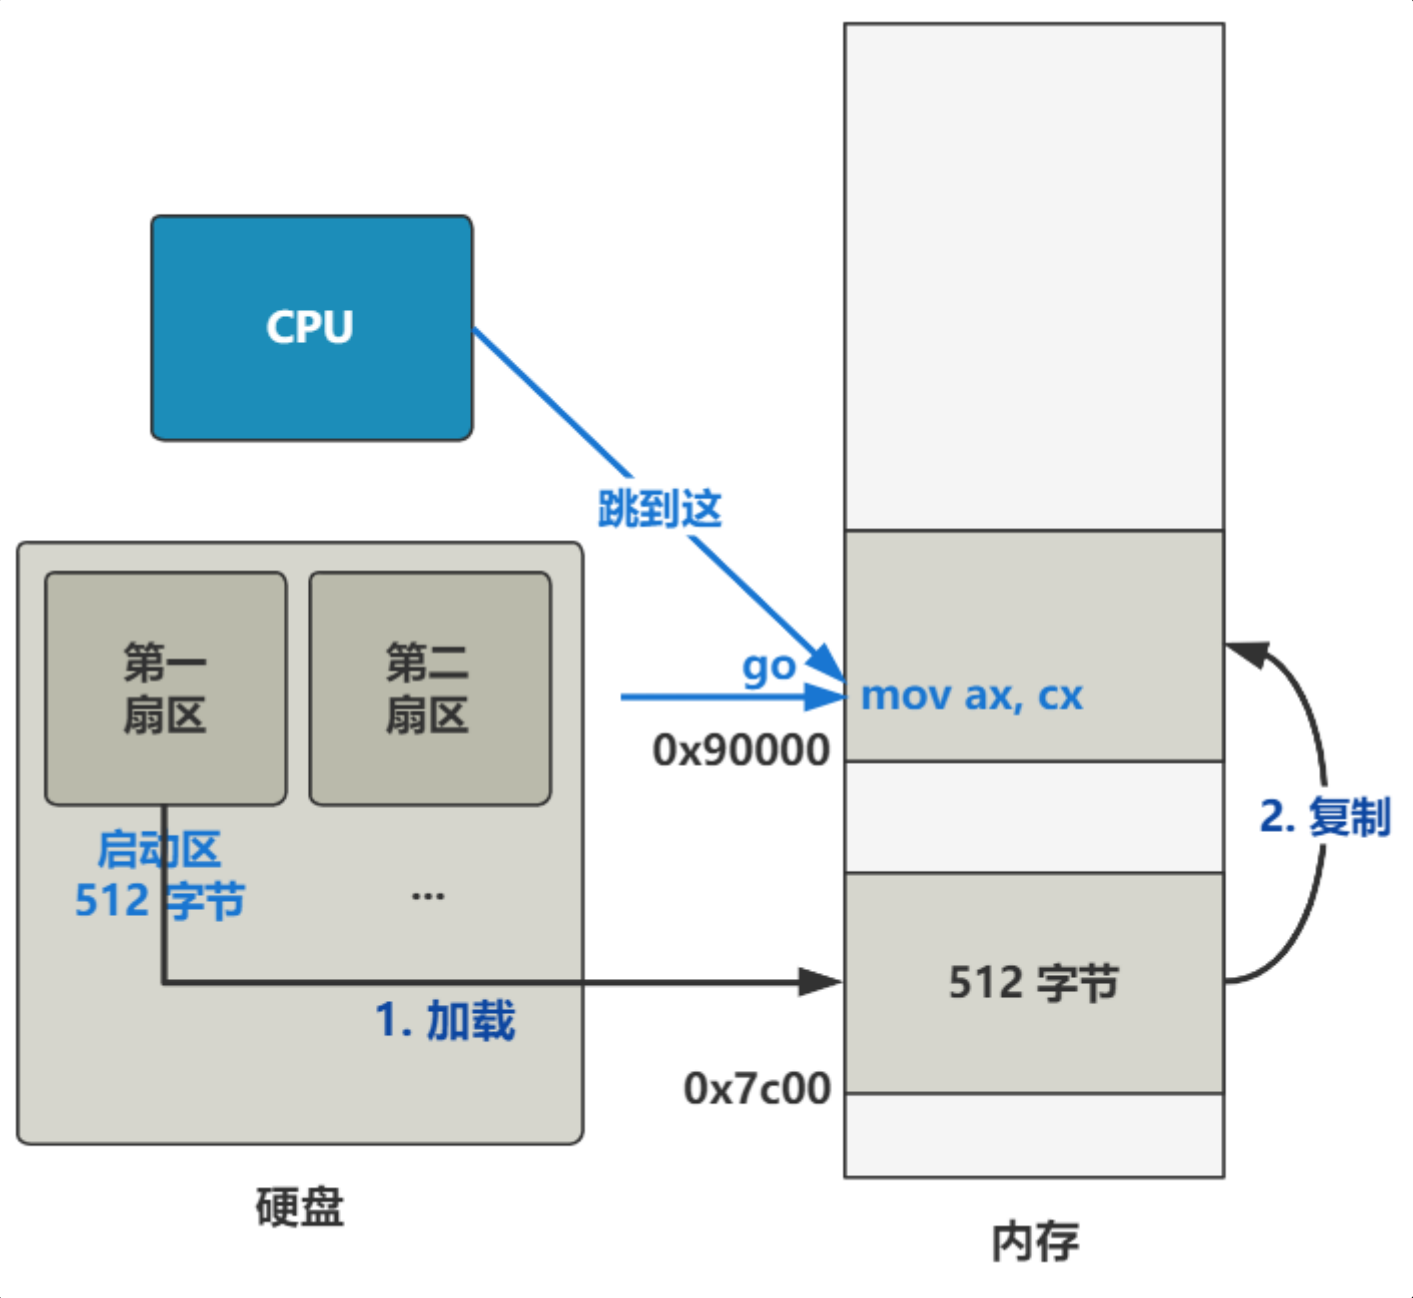 CPU
跳到这
第一
扇区
第二
扇区
go
mov ax, cx
0x90000
启动区
512 字节
...
2. 复制
512 字节
1. 加载
0x7c00
硬盘
内存